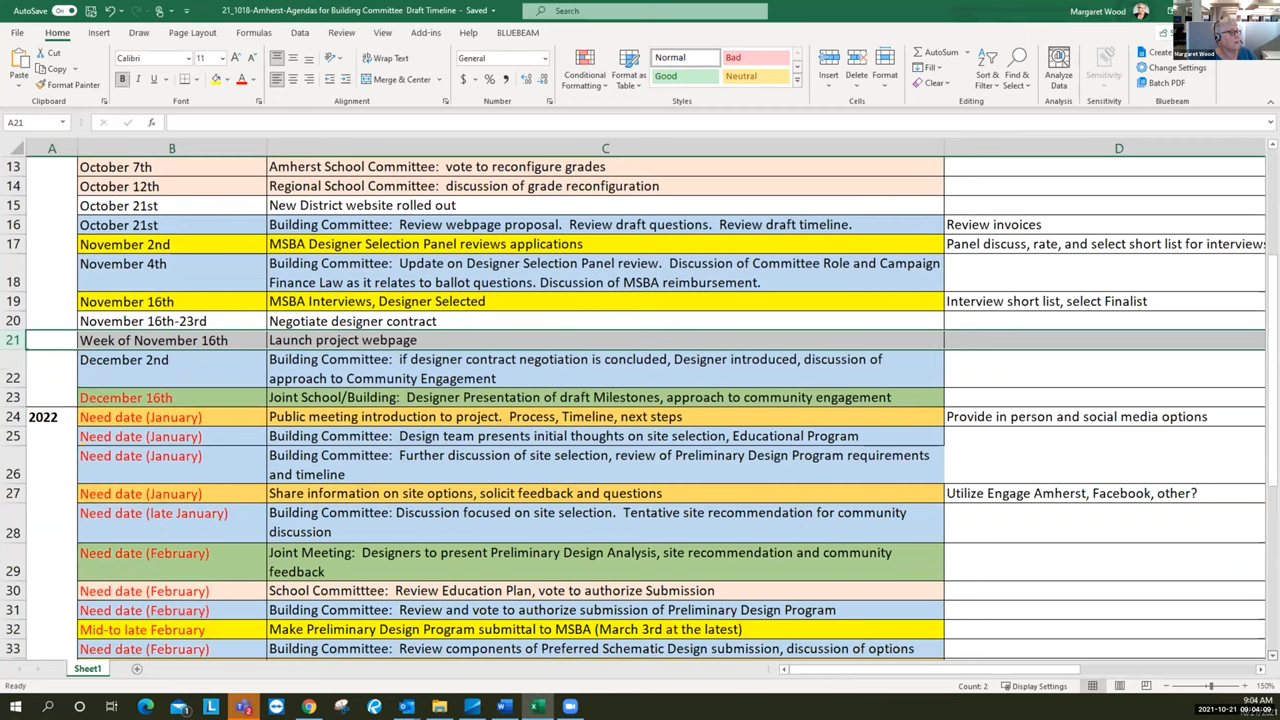 AutoSave On 21_1018-Amherst-Agendas for Building Committee Draft Timeline - Saved Search Margaret Wood
File Home Insert Draw Page Layout Formulas Data Review View Add-ins Help BLUEBEAM
Margaret Wood
Paste Cut Copy Format Painter
Clipboard
Calibri 11
B I U
Font
Wrap Text
Merge & Center
Alignment
General
$ % 9
Number
Conditional Formatting Format as Table
Normal Bad
Good Neutral
Styles
Insert Delete Format
Cells
AutoSum
Fill
Clear
Sort & Filter Find & Select
Editing
Analyze Data
Analysis
Sensitivity
Sensitivity
Change Settings
Batch PDF
Bluebeam
A21 fx
A B C D
13 October 7th Amherst School Committee: vote to reconfigure grades
14 October 12th Regional School Committee: discussion of grade reconfiguration
15 October 21st New District website rolled out
16 October 21st Building Committee: Review webpage proposal. Review draft questions. Review draft timeline. Review invoices
17 November 2nd MSBA Designer Selection Panel reviews applications Panel discuss, rate, and select short list for interviews
November 4th Building Committee: Update on Designer Selection Panel review. Discussion of Committee Role and Campaign
18 Finance Law as it relates to ballot questions. Discussion of MSBA reimbursement.
19 November 16th MSBA Interviews, Designer Selected Interview short list, select Finalist
20 November 16th-23rd Negotiate designer contract
21 Week of November 16th Launch project webpage
December 2nd Building Committee: if designer contract negotiation is concluded, Designer introduced, discussion of
22 approach to Community Engagement
23 December 16th Joint School/Building: Designer Presentation of draft Milestones, approach to community engagement
24 2022 Need date (January) Public meeting introduction to project. Process, Timeline, next steps Provide in person and social media options
25 Need date (January) Building Committee: Design team presents initial thoughts on site selection, Educational Program
Need date (January) Building Committee: Further discussion of site selection, review of Preliminary Design Program requirements
26 and timeline
27 Need date (January) Share information on site options, solicit feedback and questions Utilize Engage Amherst, Facebook, other?
Need date (late January) Building Committee: Discussion focused on site selection. Tentative site recommendation for community
28 discussion
Need date (February) Joint Meeting: Designers to present Preliminary Design Analysis, site recommendation and community
29 feedback
30 Need date (February) School Committtee: Review Education Plan, vote to authorize Submission
31 Need date (February) Building Committee: Review and vote to authorize submission of Preliminary Design Program
32 Mid-to late February Make Preliminary Design Program submittal to MSBA (March 3rd at the latest)
33 Need date (February) Building Committee: Review components of Preferred Schematic Design submission, discussion of options
Sheet1
Ready Count: 2 Display Settings 150%
9:04 AM
2021-10-21 09:04:09